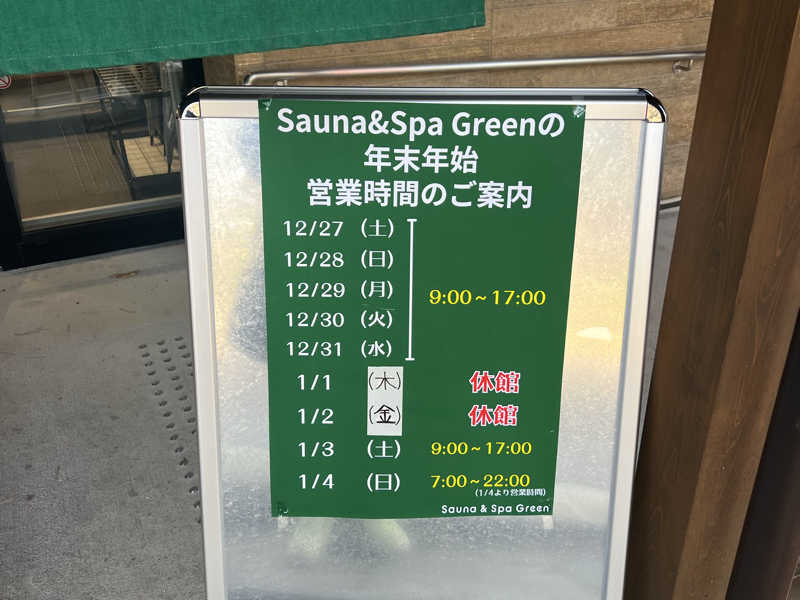 Sauna&Spa Greenの
年末年始
営業時間のご案内
12/27 (土)
12/28 (日)
12/29 (月)
12/30 (火)
12/31 (水)
9:00~17:00
1/1 (木) 休館
1/2 (金) 休館
1/3 (土) 9:00~17:00
1/4 (日) 7:00~22:00
(1/4より営業時間)
Sauna & Spa Green